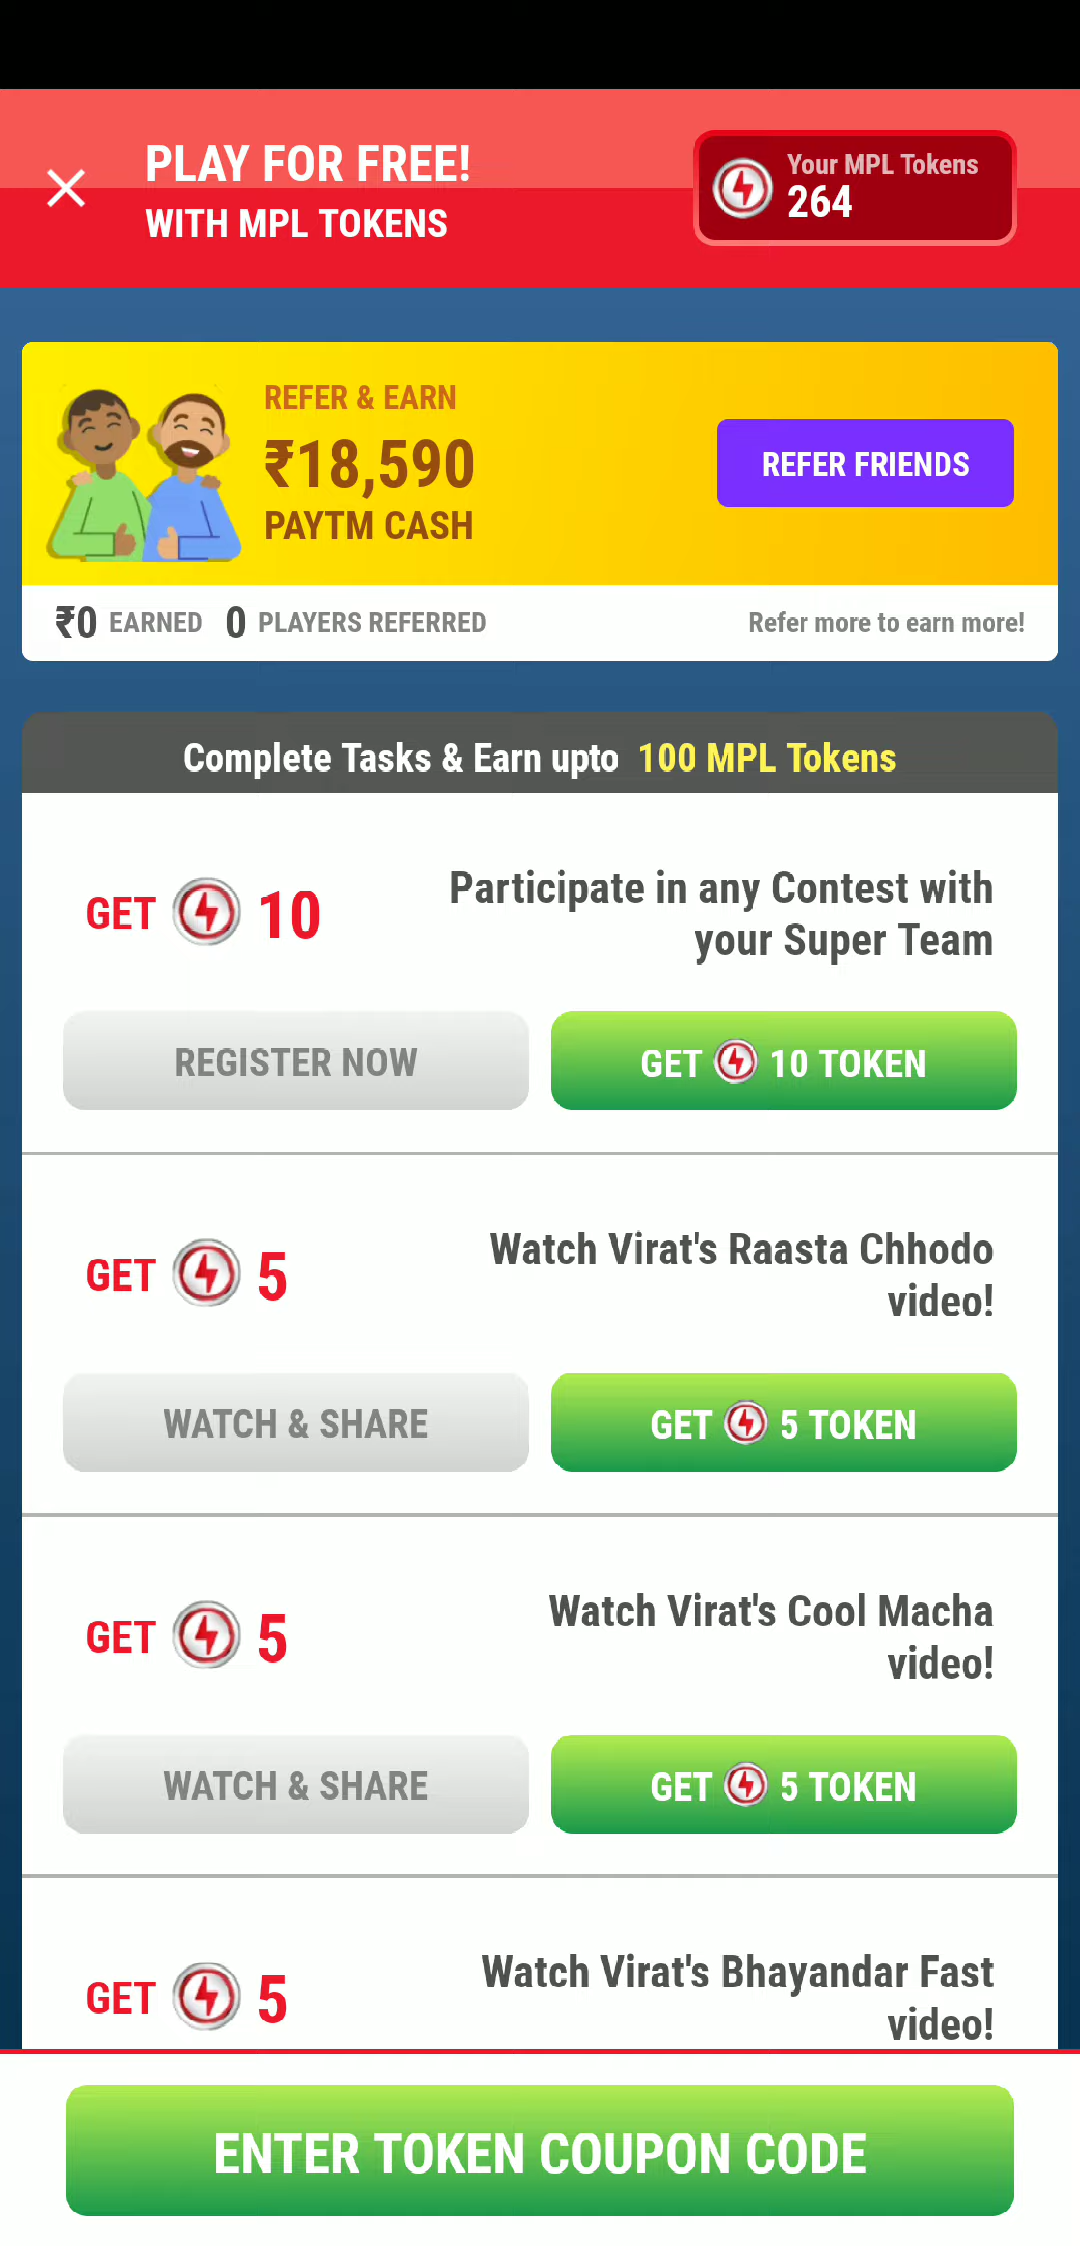 PLAY FOR FREE!
WITH MPL TOKENS
Your MPL Tokens
264
REFER & EARN
₹18,590
PAYTM CASH
REFER FRIENDS
₹0 EARNED 0 PLAYERS REFERRED Refer more to earn more!
Complete Tasks & Earn upto 100 MPL Tokens
GET 10
Participate in any Contest with
your Super Team
REGISTER NOW
GET 10 TOKEN
GET 5
Watch Virat's Raasta Chhodo
video!
WATCH & SHARE
GET 5 TOKEN
GET 5
Watch Virat's Cool Macha
video!
WATCH & SHARE
GET 5 TOKEN
GET 5
Watch Virat's Bhayandar Fast
video!
ENTER TOKEN COUPON CODE